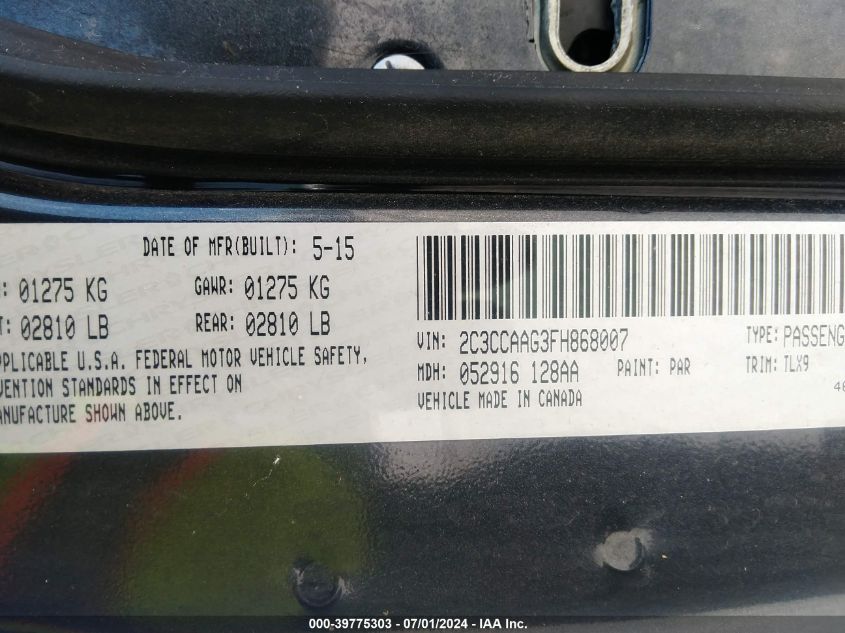 DATE OF MFR(BUILT): 5-15
: 01275 KG GAWR: 01275 KG
T: 02810 LB REAR: 02810 LB
PPLICABLE U.S.A. FEDERAL MOTOR VEHICLE SAFETY,
VENTION STANDARDS IN EFFECT ON
ANUFACTURE SHOWN ABOVE.
VIN: 2C3CCAAG3FH868007 TYPE: PASSENG
MDH: 052916 128AA PAINT: PAR TRIM: TLX9
VEHICLE MADE IN CANADA
000-39775303 - 07/01/2024 - IAA Inc.